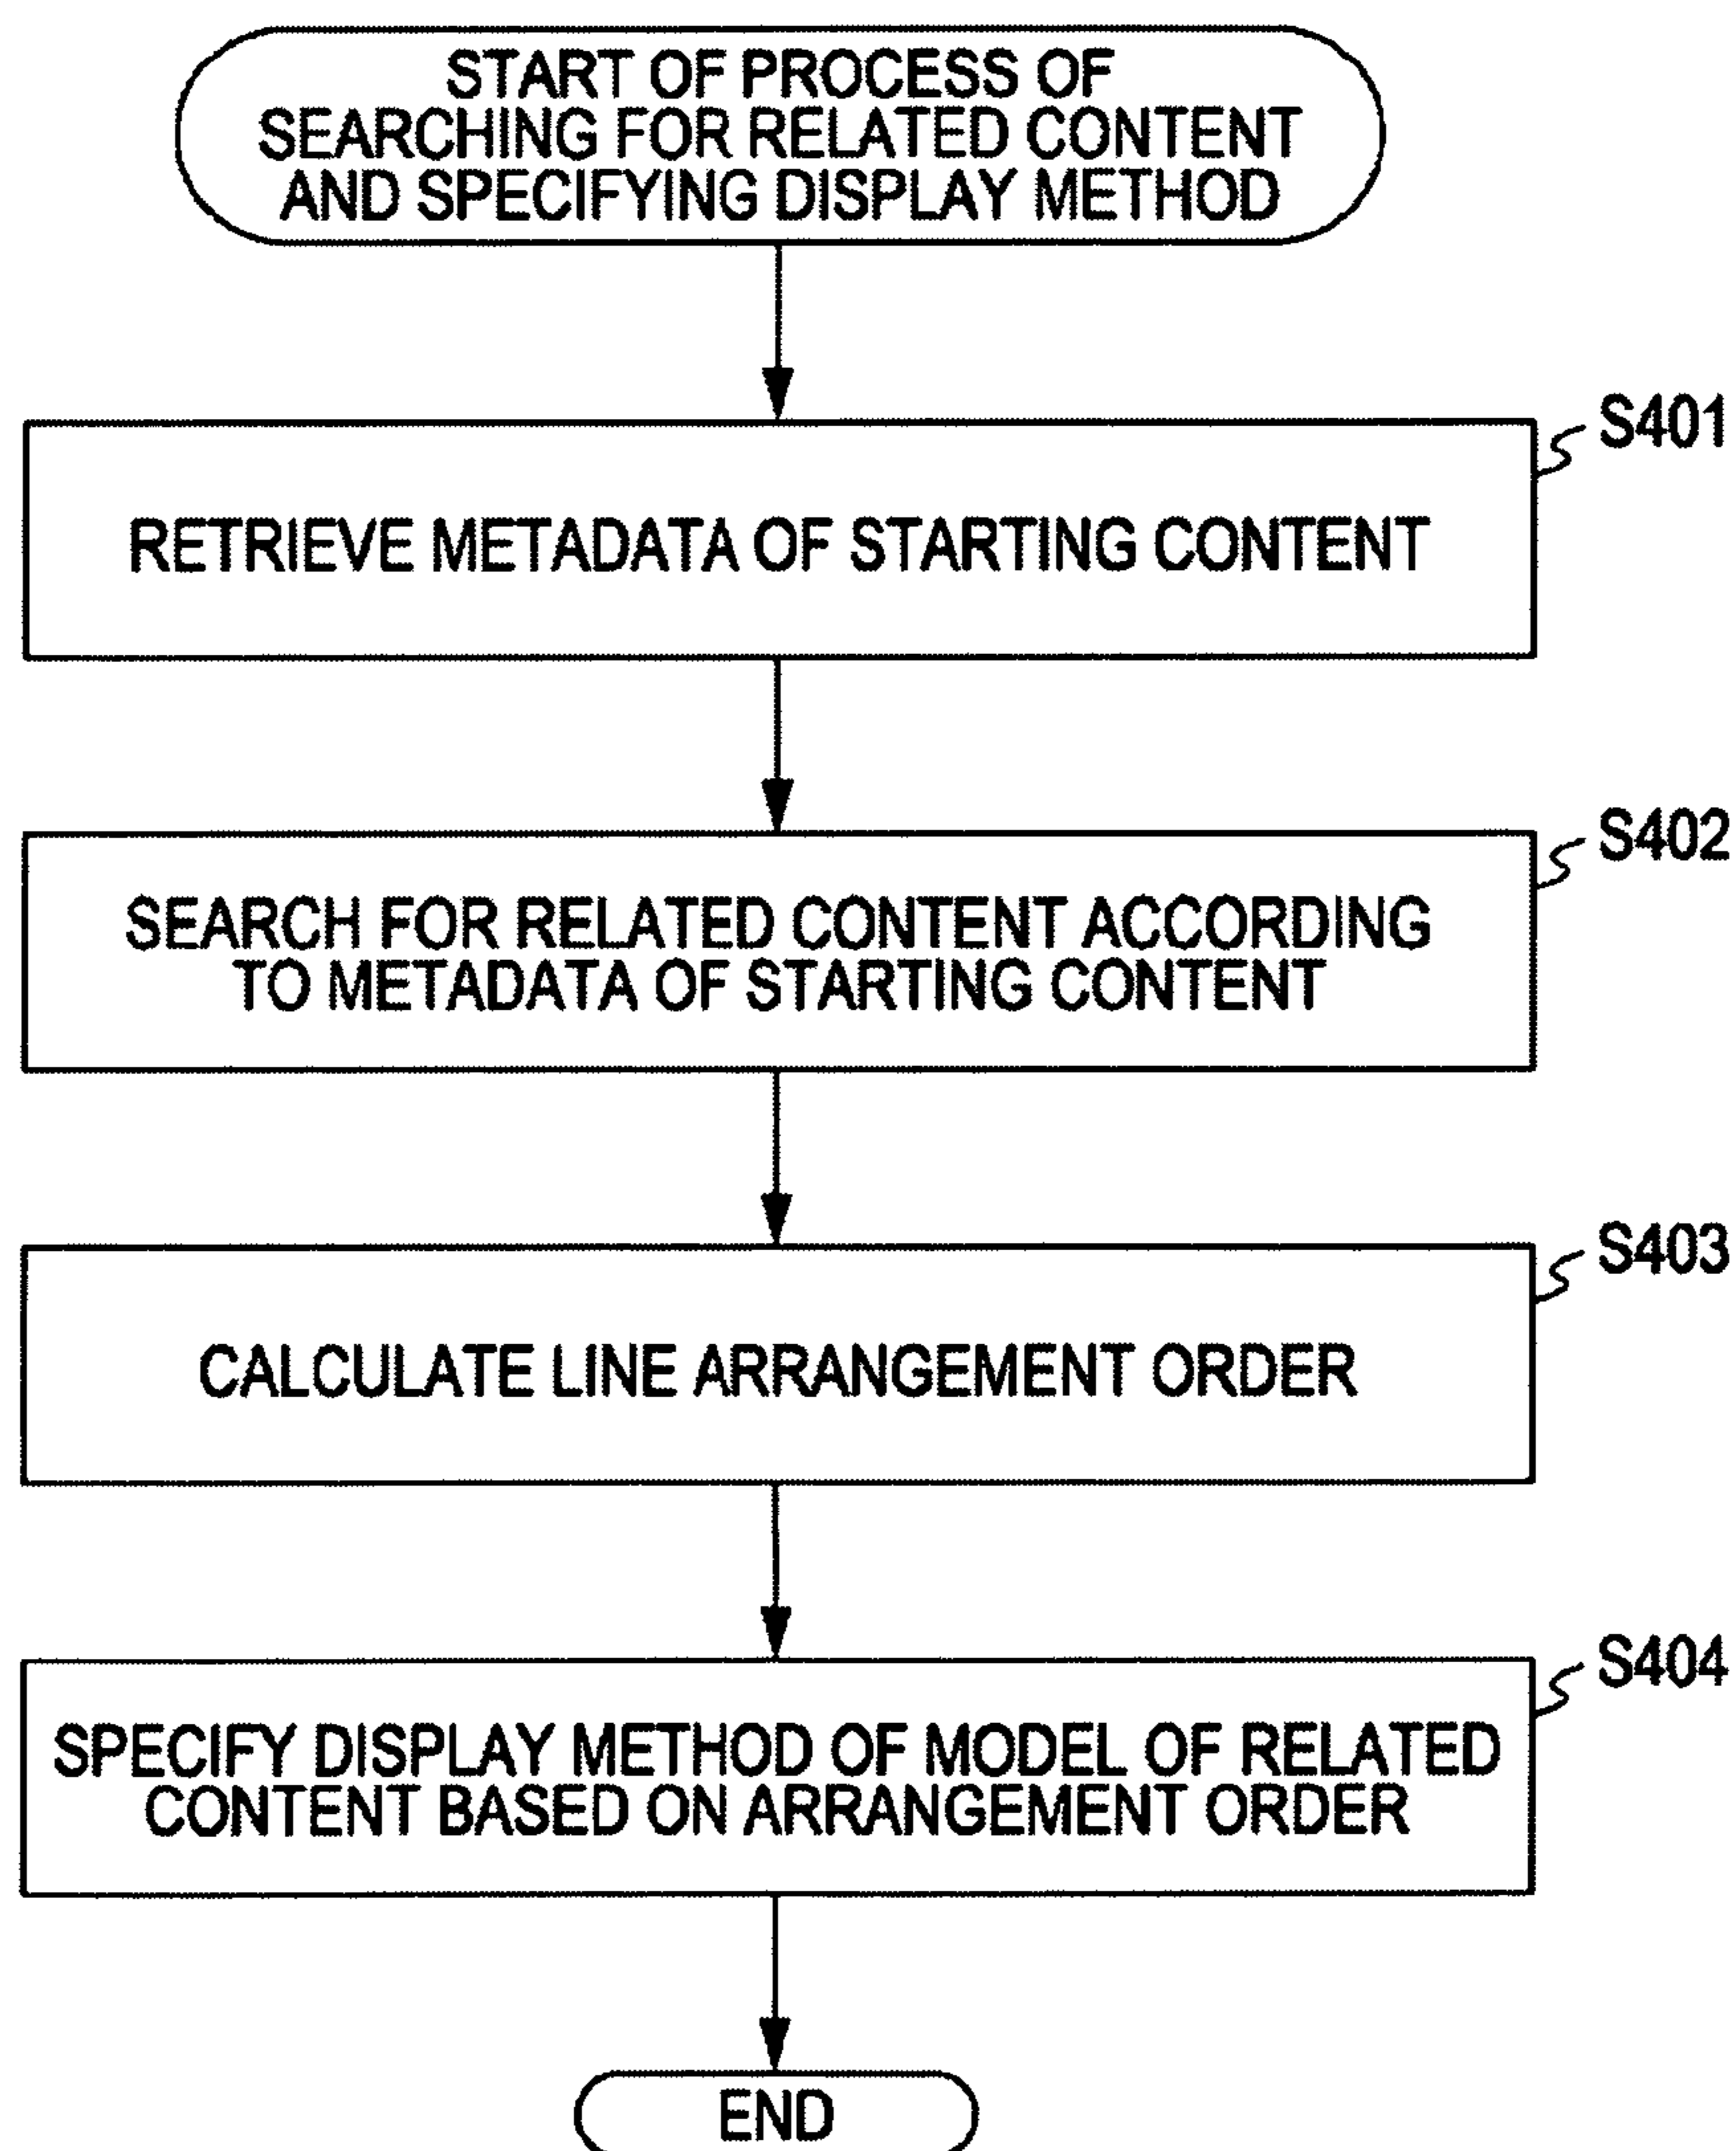 START OF PROCESS OF
SEARCHING FOR RELATED CONTENT
AND SPECIFYING DISPLAY METHOD
S401
RETRIEVE METADATA OF STARTING CONTENT
S402
SEARCH FOR RELATED CONTENT ACCORDING
TO METADATA OF STARTING CONTENT
S403
CALCULATE LINE ARRANGEMENT ORDER
S404
SPECIFY DISPLAY METHOD OF MODEL OF RELATED
CONTENT BASED ON ARRANGEMENT ORDER
END